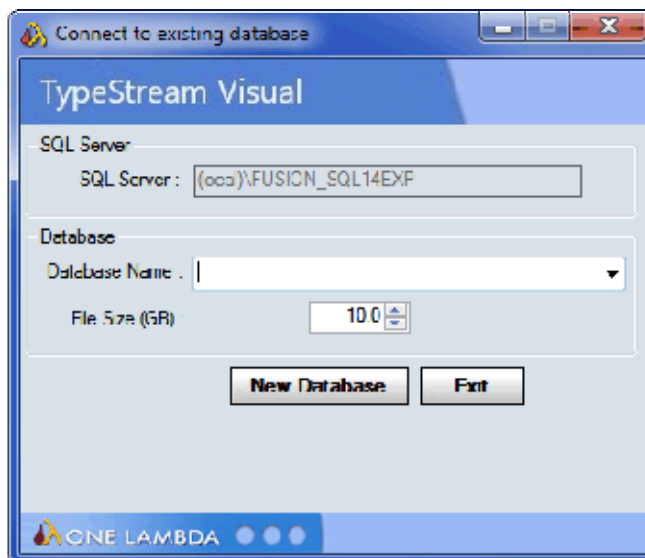 Connect to existing database
TypeStream Visual
SQL Server
SQL Server : (local)\FUSION_SQL14EXP
Database
Database Name :
File Size (GB) : 10.0
New Database Exit
ONE LAMBDA